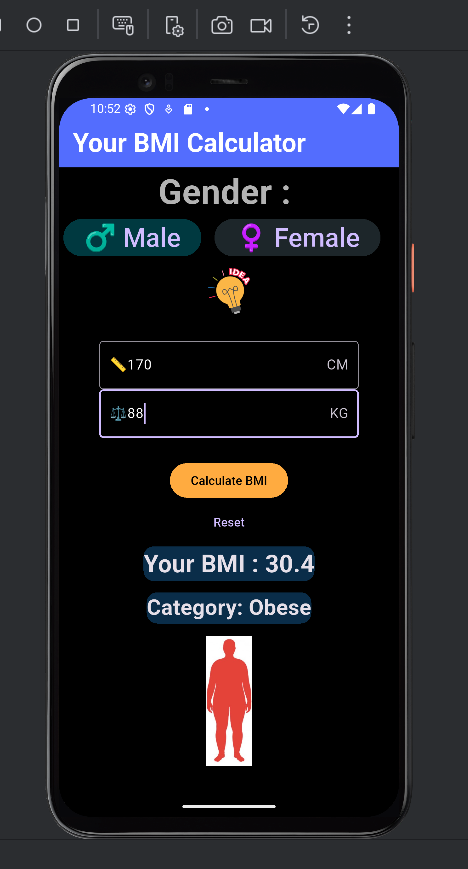 10:52
Your BMI Calculator
Gender :
Male
Female
IDEA
170 CM
88 KG
Calculate BMI
Reset
Your BMI : 30.4
Category: Obese